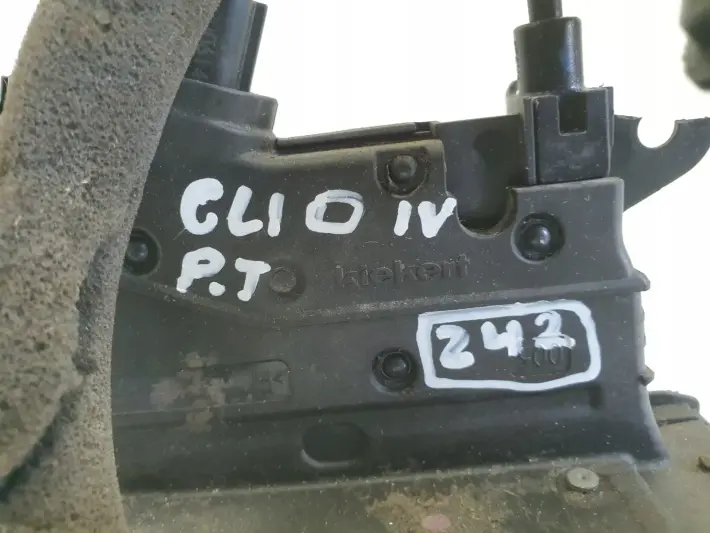 CLIO IV
P.T
kiekert
242